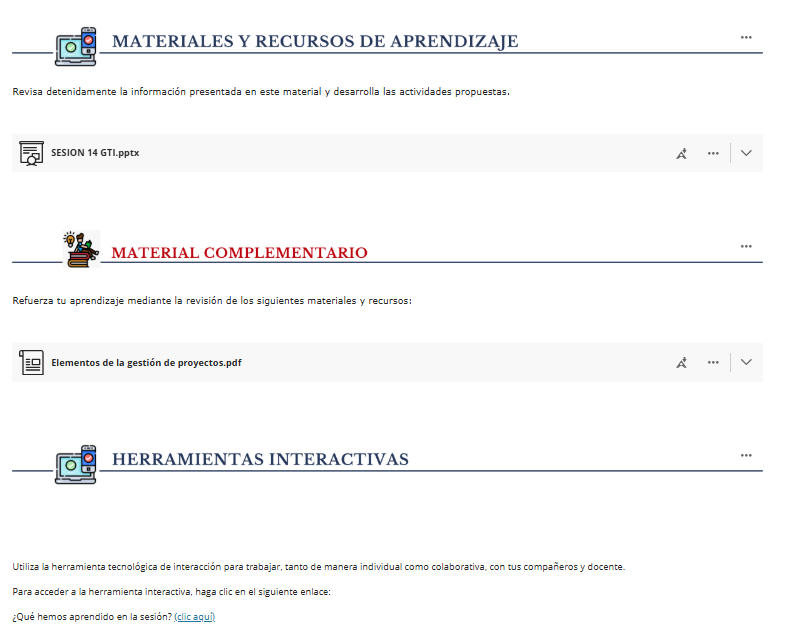 MATERIALES Y RECURSOS DE APRENDIZAJE
Revisa detenidamente la información presentada en este material y desarrolla las actividades propuestas.
SESION 14 GTI.pptx
MATERIAL COMPLEMENTARIO
Refuerza tu aprendizaje mediante la revisión de los siguientes materiales y recursos:
Elementos de la gestión de proyectos.pdf
HERRAMIENTAS INTERACTIVAS
Utiliza la herramienta tecnológica de interacción para trabajar, tanto de manera individual como colaborativa, con tus compañeros y docente.
Para acceder a la herramienta interactiva, haga clic en el siguiente enlace:
¿Qué hemos aprendido en la sesión? (clic aquí)